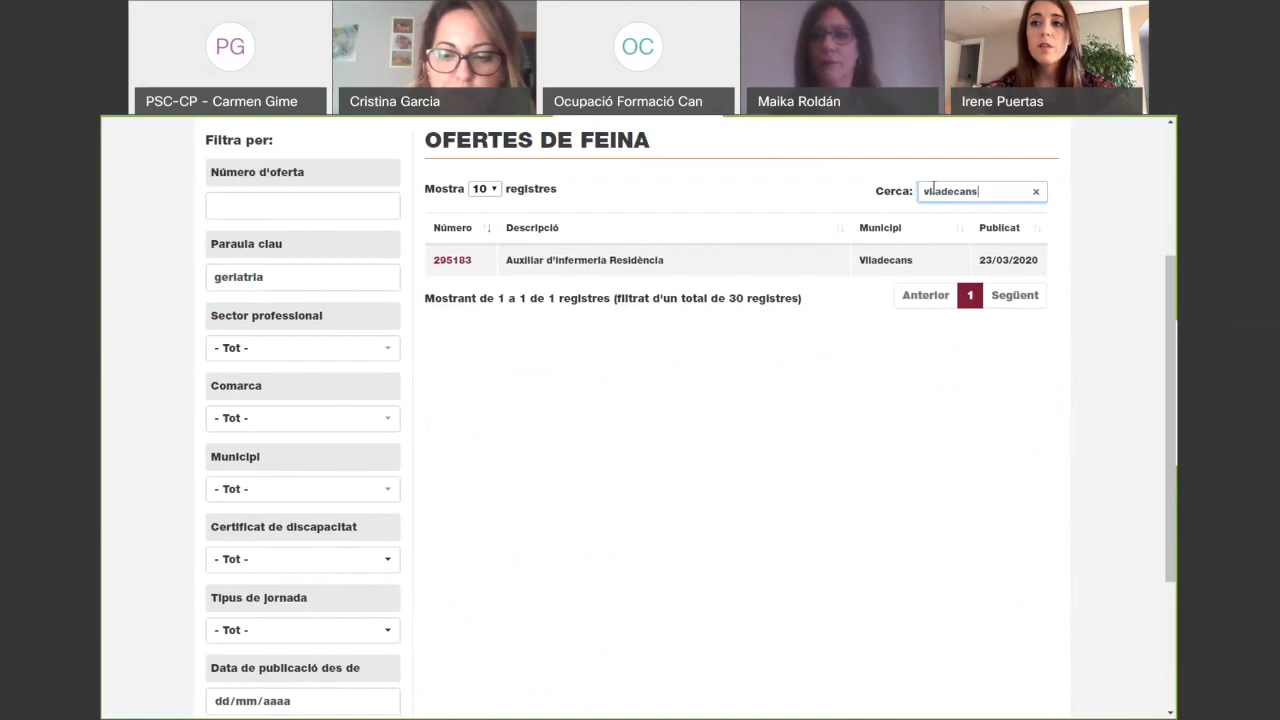 PG
OC
PSC-CP - Carmen Gime
Cristina Garcia
Ocupació Formació Can
Maika Roldán
Irene Puertas
Filtra per:
Número d'oferta
Paraula clau
geriatria
Sector professional
- Tot -
Comarca
- Tot -
Municipi
- Tot -
Certificat de discapacitat
- Tot -
Tipus de jornada
- Tot -
Data de publicació des de
dd/mm/aaaa
OFERTES DE FEINA
Mostra 10 registres
Cerca: viladecans ×
Número Descripció Municipi Publicat
295183 Auxiliar d'Infermeria Residència Viladecans 23/03/2020
Mostrant de 1 a 1 de 1 registres (filtrat d'un total de 30 registres)
Anterior 1 Següent